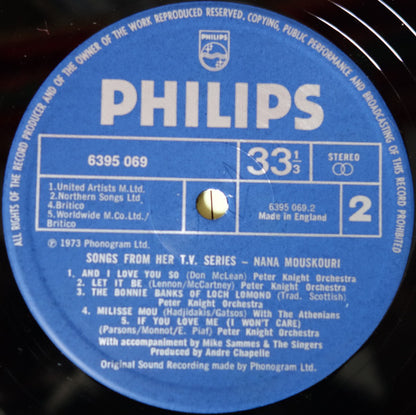 ALL RIGHTS OF THE RECORD PRODUCER AND OF THE OWNER OF THE WORK REPRODUCED RESERVED, COPYING, PUBLIC PERFORMANCE AND BROADCASTING OF THIS RECORD PROHIBITED
PHILIPS
PHILIPS
6395 069
33 1/3
STEREO
1.United Artists M.Ltd.
2.Northern Songs Ltd.
4.Britico
5.Worldwide M.Co.Ltd./
Britico
6395 069.2
Made in England
2
℗ 1973 Phonogram Ltd.
SONGS FROM HER T.V. SERIES - NANA MOUSKOURI
1. AND I LOVE YOU SO (Don McLean) Peter Knight Orchestra
2. LET IT BE (Lennon/McCartney) Peter Knight Orchestra
3. THE BONNIE BANKS OF LOCH LOMOND (Trad. Scottish)
Peter Knight Orchestra
4. MILISSE MOU (Hadjidakis/Gatsos) With The Athenians
5. IF YOU LOVE ME (I WON'T CARE)
(Parsons/Monnot/E. Piaf) Peter Knight Orchestra
With accompaniment by Mike Sammes & The Singers
Produced by Andre Chapelle
Original Sound Recording made by Phonogram Ltd.